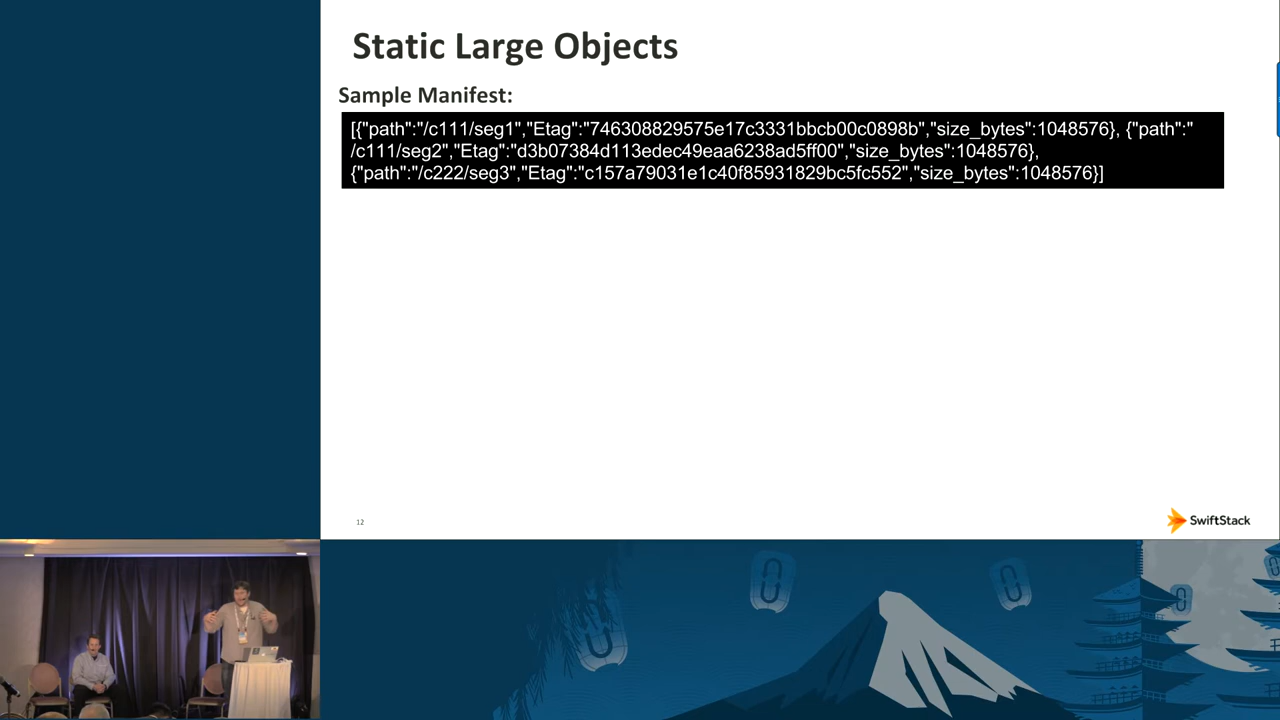 Static Large Objects
Sample Manifest:
[{"path":"/c111/seg1","Etag":"746308829575e17c3331bbcb00c0898b","size_bytes":1048576}, {"path":"
/c111/seg2","Etag":"d3b07384d113edec49eaa6238ad5ff00","size_bytes":1048576},
{"path":"/c222/seg3","Etag":"c157a79031e1c40f85931829bc5fc552","size_bytes":1048576}]
12
SwiftStack